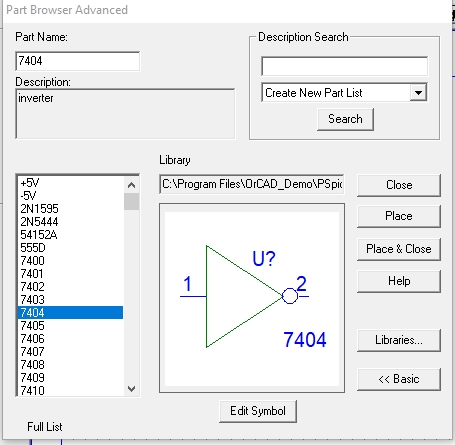 Part Browser Advanced
Part Name:
7404
Description:
inverter
Description Search
Create New Part List
Search
Library
C:\Program Files\OrCAD_Demo\PSpic
+5V
-5V
2N1595
2N5444
54152A
555D
7400
7401
7402
7403
7404
7405
7406
7407
7408
7409
7410
Full List
U?
1
2
7404
Edit Symbol
Close
Place
Place & Close
Help
Libraries...
<< Basic